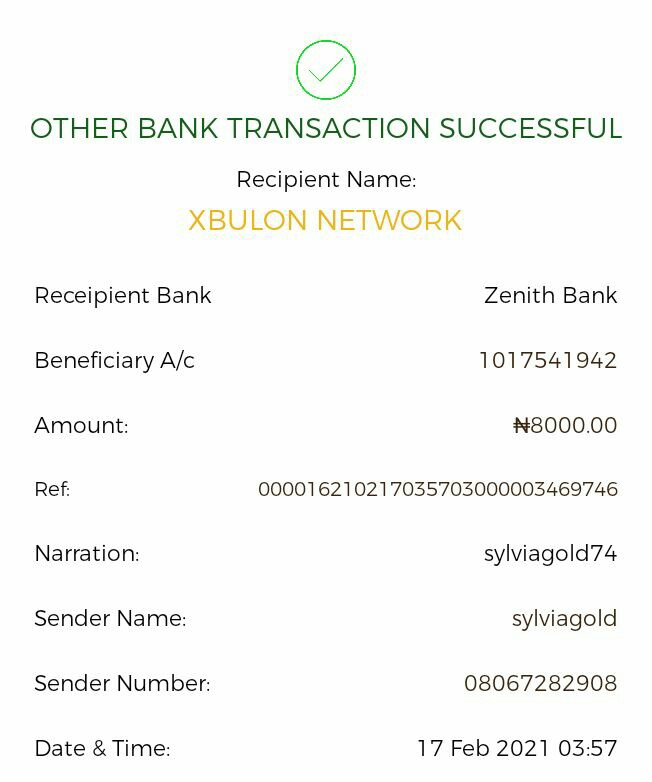 OTHER BANK TRANSACTION SUCCESSFUL
Recipient Name:
XBULON NETWORK
Receipient Bank Zenith Bank
Beneficiary A/c 1017541942
Amount: ₦8000.00
Ref: 000016210217035703000003469746
Narration: sylviagold74
Sender Name: sylviagold
Sender Number: 08067282908
Date & Time: 17 Feb 2021 03:57